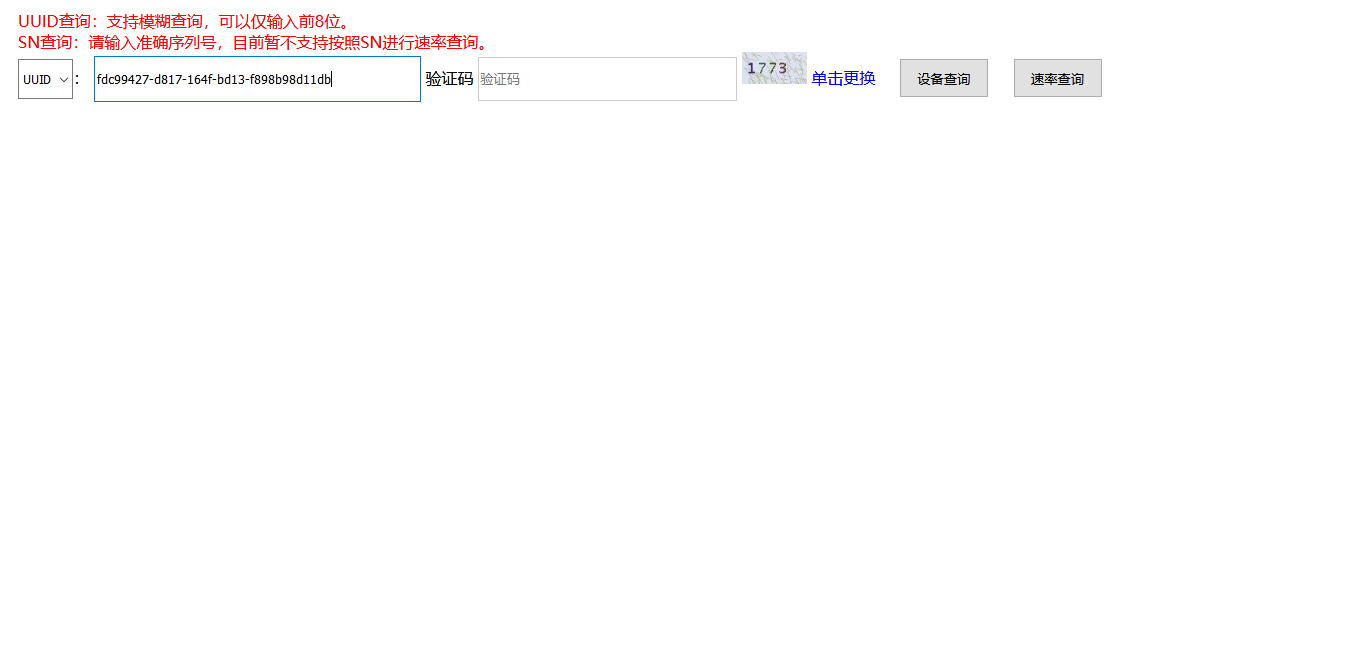 UUID查询：支持模糊查询，可以仅输入前8位。
SN查询：请输入准确序列号，目前暂不支持按照SN进行速率查询。
UUID ： fdc99427-d817-164f-bd13-f898b98d11db 验证码 验证码 1773 单击更换 设备查询 速率查询